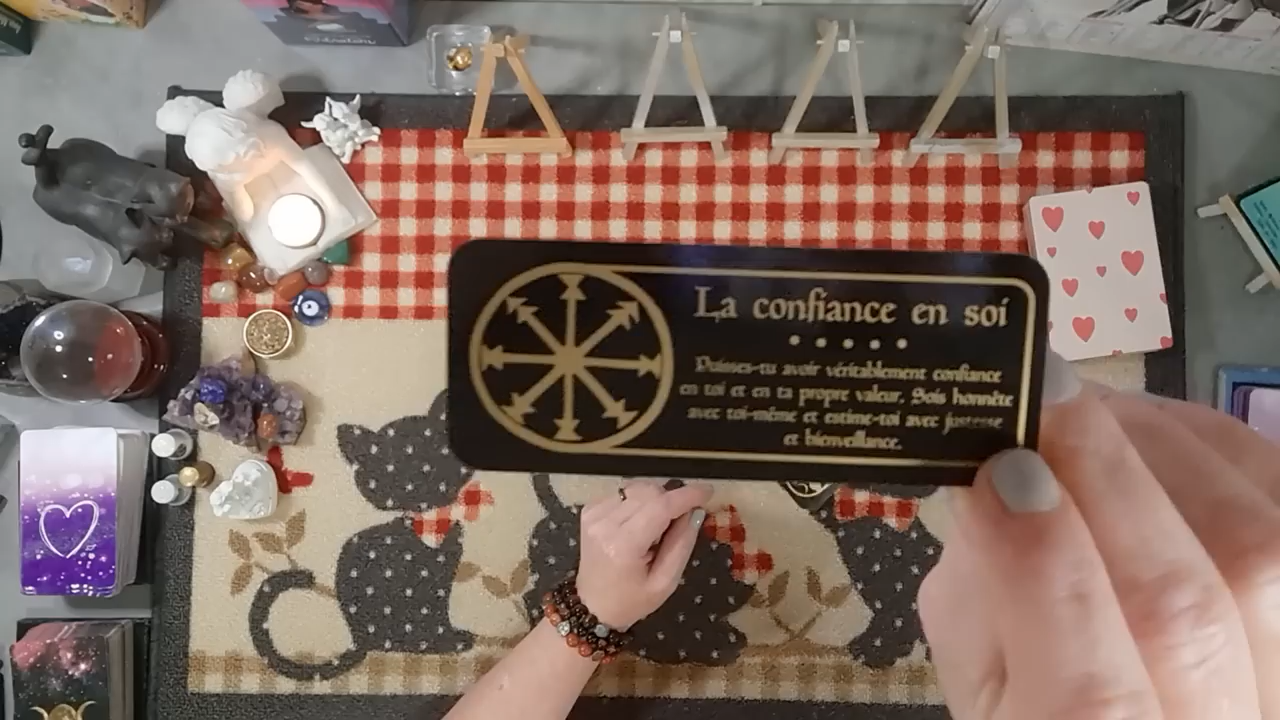 La confiance en soi
Puisses-tu avoir véritablement confiance
en toi et en ta propre valeur. Sois honnête
avec toi-même et estime-toi avec justesse
et bienveillance.